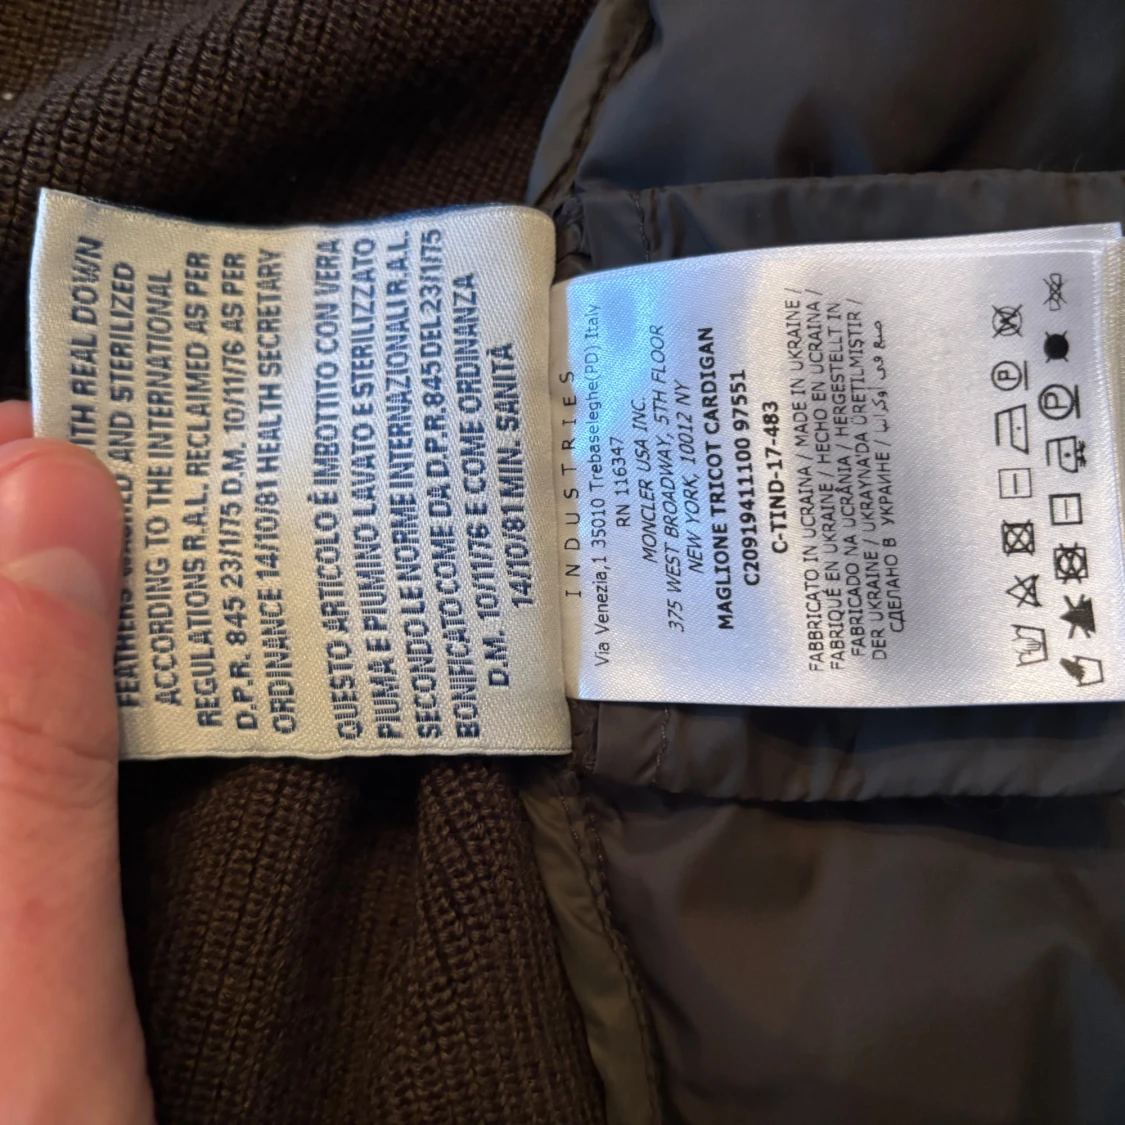 WITH REAL DOWN
AND STERILIZED
FEATHERS
ACCORDING TO THE INTERNATIONAL
REGULATIONS R.A.L. RECLAIMED AS PER
D.P.R. 845 23/1/75 D.M. 10/11/76 AS PER
ORDINANCE 14/10/81 HEALTH SECRETARY
QUESTO ARTICOLO È IMBOTTITO CON VERA
PIUMA E PIUMINO LAVATO E STERILIZZATO
SECONDO LE NORME INTERNAZIONALI R.A.L.
BONIFICATO COME DA D.P.R. 845 DEL 23/1/75
D.M. 10/11/76 E COME ORDINANZA
14/10/81 MIN. SANITÀ
INDUSTRIES
Via Venezia,1 35010 Trebaseleghe(PD) Italy
RN 116347
MONCLER USA INC.
375 WEST BROADWAY, 5TH FLOOR
NEW YORK, 10012 NY
MAGLIONE TRICOT CARDIGAN
C20919411100 97551
C-TIND-17-483
FABBRICATO IN UCRAINA / MADE IN UKRAINE /
FABRIQUÉ EN UKRAINE / HECHO EN UCRAINA /
FABRICADO NA UCRÂNIA / HERGESTELLT IN
DER UKRAINE / UKRAYNA'DA ÜRETILMIŞTIR /
СДЕЛАНО В УКРАИНЕ / صنع في أوكرانيا
P
P